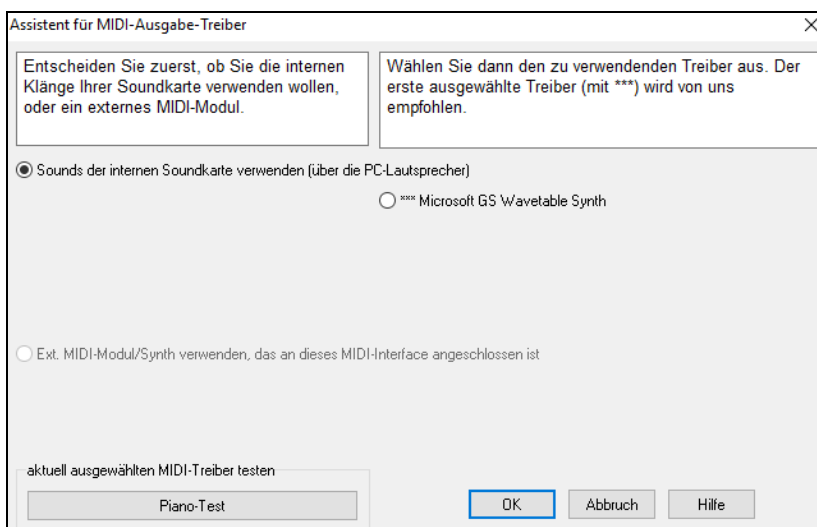 Assistent für MIDI-Ausgabe-Treiber
Entscheiden Sie zuerst, ob Sie die internen
Klänge Ihrer Soundkarte verwenden wollen,
oder ein externes MIDI-Modul.
Wählen Sie dann den zu verwendenden Treiber aus. Der
erste ausgewählte Treiber (mit ***) wird von uns
empfohlen.
Sounds der internen Soundkarte verwenden (über die PC-Lautsprecher)
*** Microsoft GS Wavetable Synth
Ext. MIDI-Modul/Synth verwenden, das an dieses MIDI-Interface angeschlossen ist
aktuell ausgewählten MIDI-Treiber testen
Piano-Test
OK
Abbruch
Hilfe